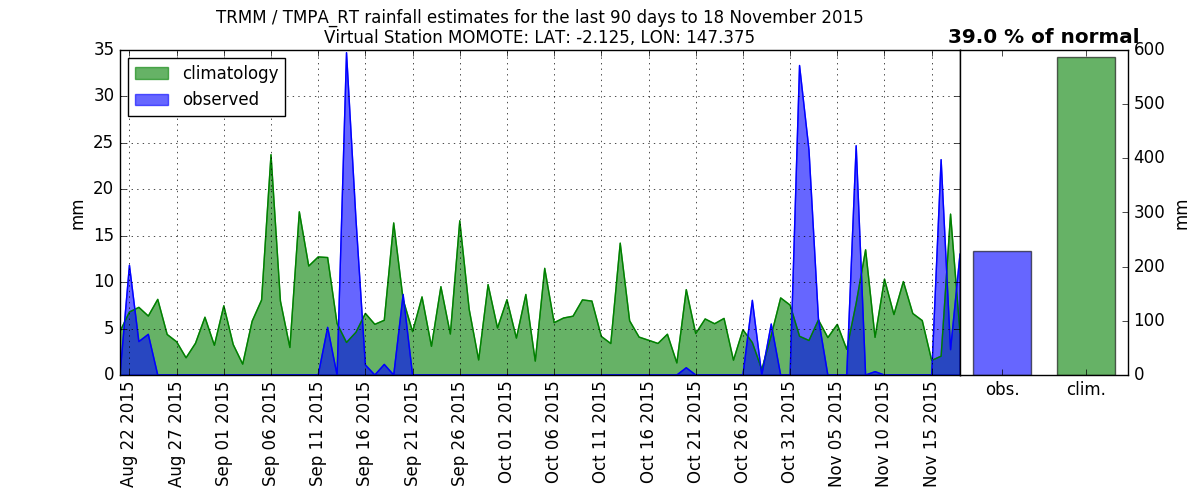 TRMM / TMPA_RT rainfall estimates for the last 90 days to 18 November 2015
Virtual Station MOMOTE: LAT: -2.125, LON: 147.375
39.0 % of normal
climatology
observed
mm
35
30
25
20
15
10
5
0
600
500
400
300
200
100
0
mm
Aug 22 2015
Aug 27 2015
Sep 01 2015
Sep 06 2015
Sep 11 2015
Sep 16 2015
Sep 21 2015
Sep 26 2015
Oct 01 2015
Oct 06 2015
Oct 11 2015
Oct 16 2015
Oct 21 2015
Oct 26 2015
Oct 31 2015
Nov 05 2015
Nov 10 2015
Nov 15 2015
obs.
clim.